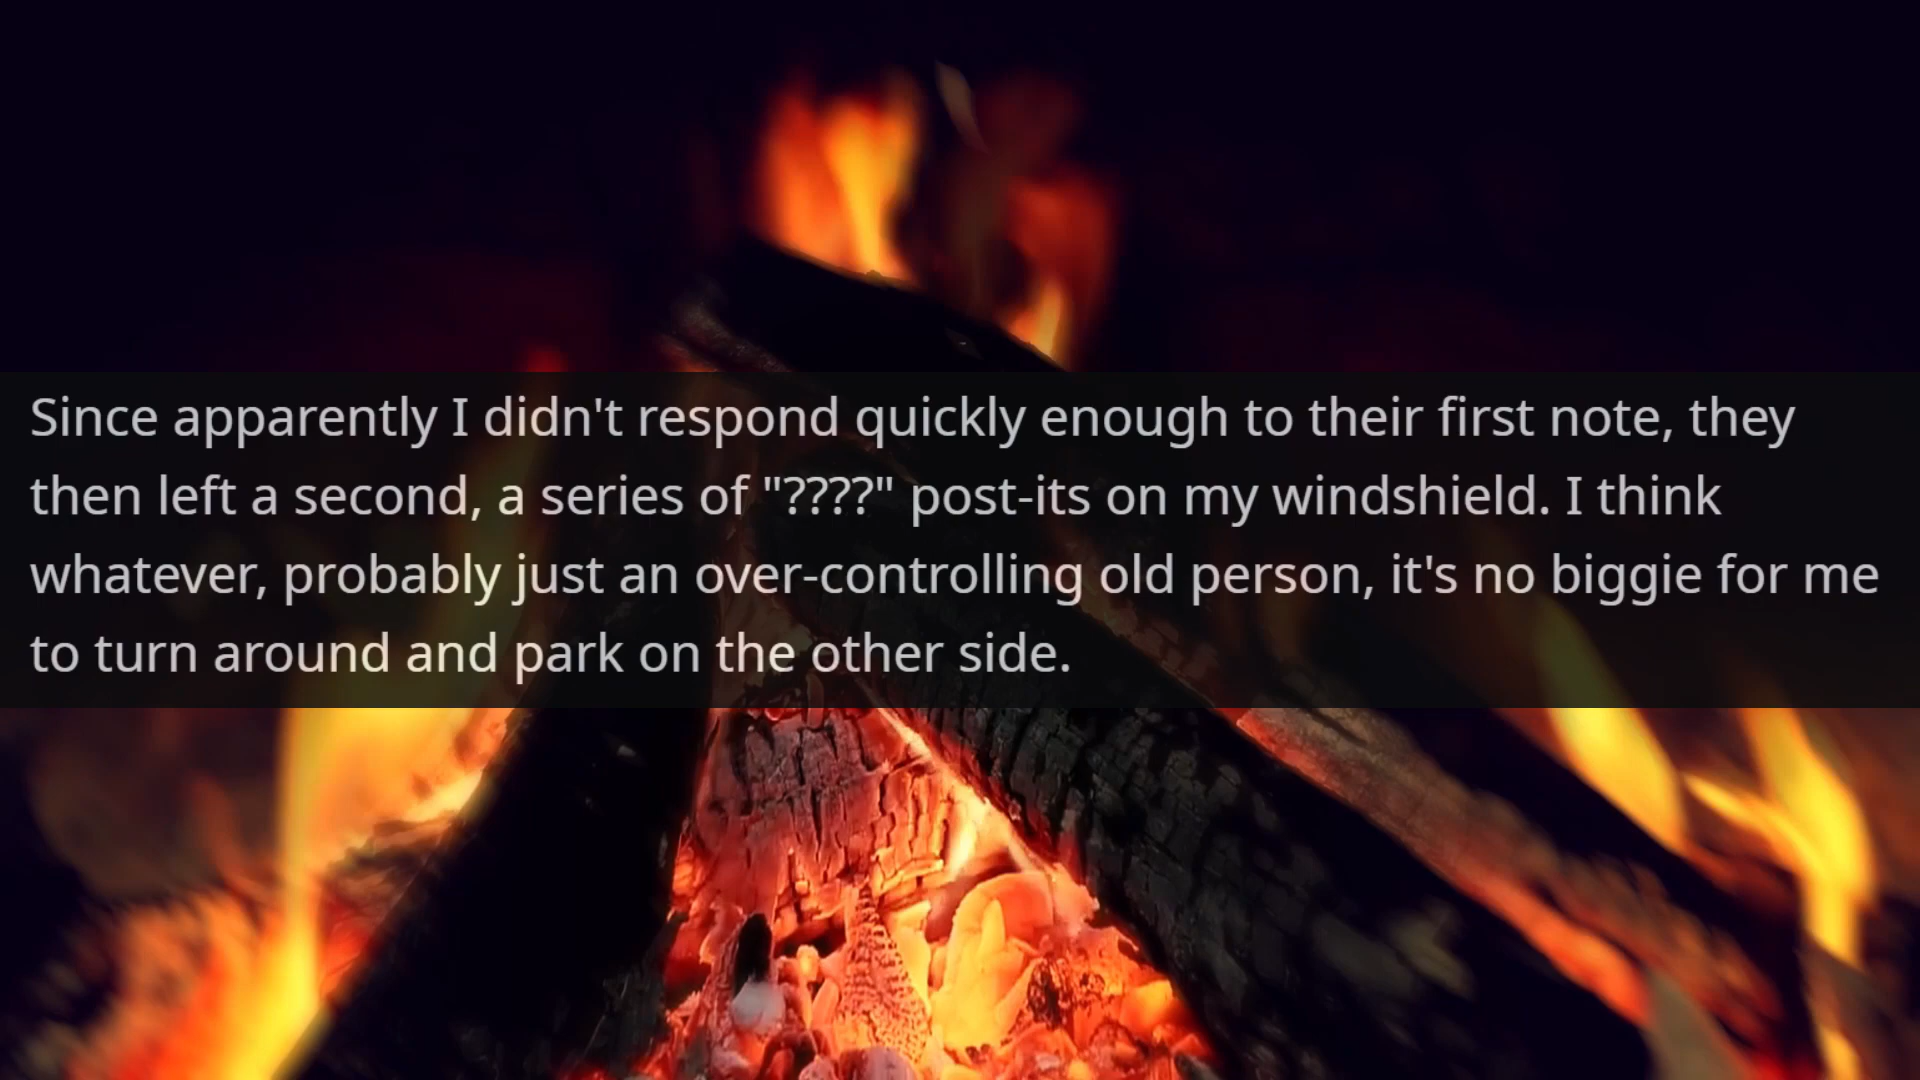 Since apparently I didn't respond quickly enough to their first note, they
then left a second, a series of "????" post-its on my windshield. I think
whatever, probably just an over-controlling old person, it's no biggie for me
to turn around and park on the other side.